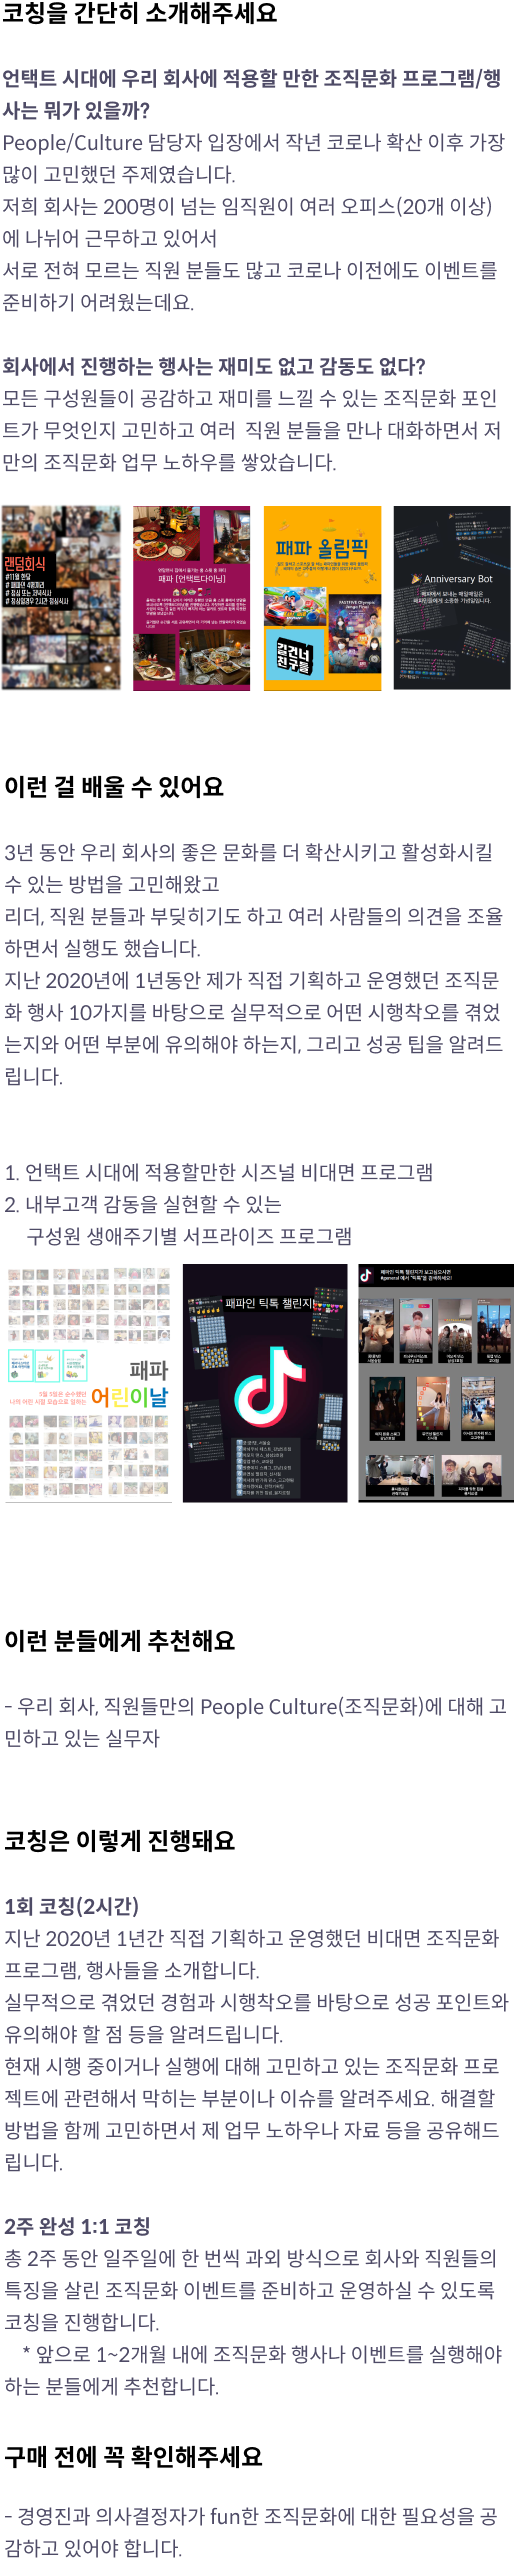 코칭을 간단히 소개해주세요
언택트 시대에 우리 회사에 적용할 만한 조직문화 프로그램/행
사는 뭐가 있을까?
People/Culture 담당자 입장에서 작년 코로나 확산 이후 가장
많이 고민했던 주제였습니다.
저희 회사는 200명이 넘는 임직원이 여러 오피스(20개 이상)
에 나뉘어 근무하고 있어서
서로 전혀 모르는 직원 분들도 많고 코로나 이전에도 이벤트를
준비하기 어려웠는데요.
회사에서 진행하는 행사는 재미도 없고 감동도 없다?
모든 구성원들이 공감하고 재미를 느낄 수 있는 조직문화 포인
트가 무엇인지 고민하고 여러  직원 분들을 만나 대화하면서 저
만의 조직문화 업무 노하우를 쌓았습니다.
랜덤회식
#11월 한달
# 패파인 4명끼리
# 점심 또는 저녁식사
# 점심일경우 2시간 점심식사
패파 [언택트다이닝]
패파 올림픽
Anniversary Bot
이런 걸 배울 수 있어요
3년 동안 우리 회사의 좋은 문화를 더 확산시키고 활성화시킬
수 있는 방법을 고민해왔고
리더, 직원 분들과 부딪히기도 하고 여러 사람들의 의견을 조율
하면서 실행도 했습니다.
지난 2020년에 1년동안 제가 직접 기획하고 운영했던 조직문
화 행사 10가지를 바탕으로 실무적으로 어떤 시행착오를 겪었
는지와 어떤 부분에 유의해야 하는지, 그리고 성공 팁을 알려드
립니다.
1. 언택트 시대에 적용할만한 시즈널 비대면 프로그램
2. 내부고객 감동을 실현할 수 있는
구성원 생애주기별 서프라이즈 프로그램
패파
어린이날
패파인 틱톡 챌린지!
이런 분들에게 추천해요
- 우리 회사, 직원들만의 People Culture(조직문화)에 대해 고
민하고 있는 실무자
코칭은 이렇게 진행돼요
1회 코칭(2시간)
지난 2020년 1년간 직접 기획하고 운영했던 비대면 조직문화
프로그램, 행사들을 소개합니다.
실무적으로 겪었던 경험과 시행착오를 바탕으로 성공 포인트와
유의해야 할 점 등을 알려드립니다.
현재 시행 중이거나 실행에 대해 고민하고 있는 조직문화 프로
젝트에 관련해서 막히는 부분이나 이슈를 알려주세요. 해결할
방법을 함께 고민하면서 제 업무 노하우나 자료 등을 공유해드
립니다.
2주 완성 1:1 코칭
총 2주 동안 일주일에 한 번씩 과외 방식으로 회사와 직원들의
특징을 살린 조직문화 이벤트를 준비하고 운영하실 수 있도록
코칭을 진행합니다.
* 앞으로 1~2개월 내에 조직문화 행사나 이벤트를 실행해야
하는 분들에게 추천합니다.
구매 전에 꼭 확인해주세요
- 경영진과 의사결정자가 fun한 조직문화에 대한 필요성을 공
감하고 있어야 합니다.